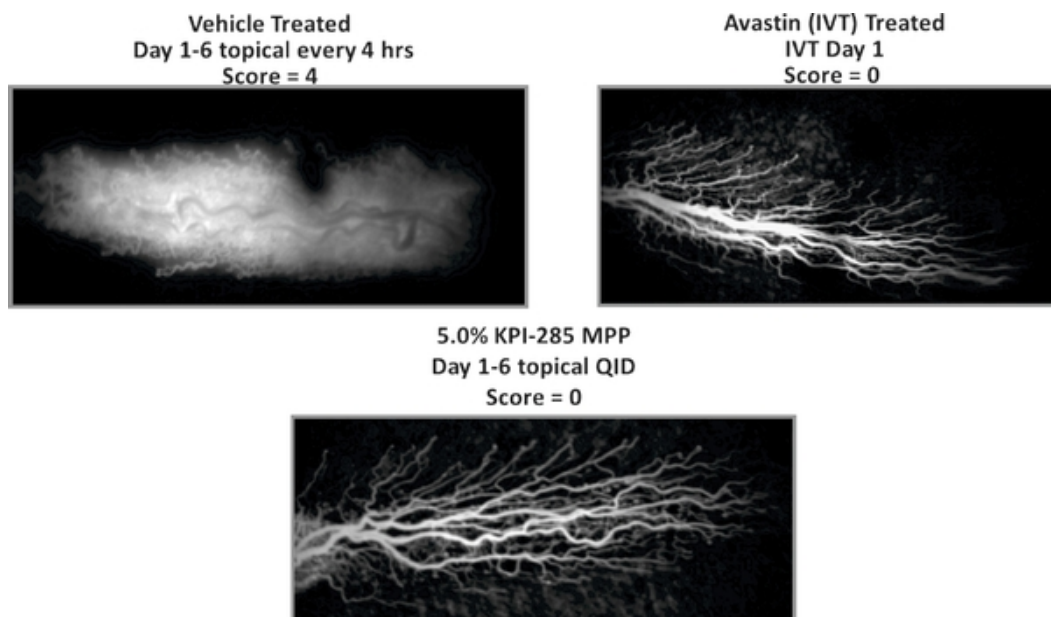 Vehicle Treated
Day 1-6 topical every 4 hrs
Score = 4
Avastin (IVT) Treated
IVT Day 1
Score = 0
5.0% KPI-285 MPP
Day 1-6 topical QID
Score = 0